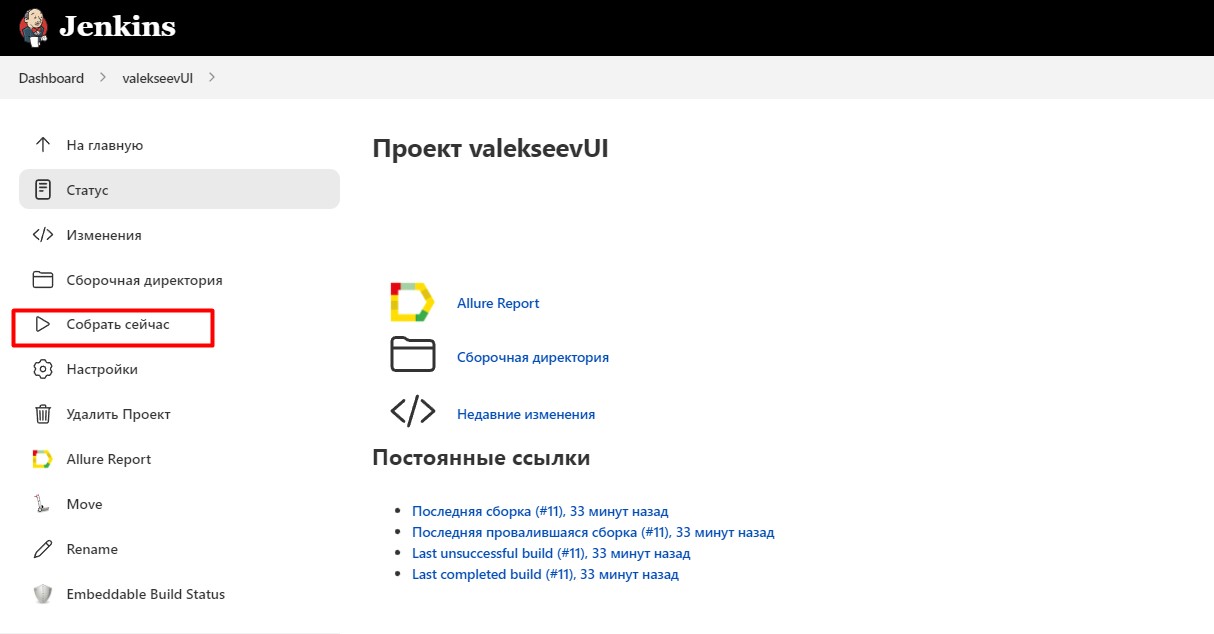 Jenkins
Dashboard
valekseevUI
На главную
Статус
Изменения
Сборочная директория
Собрать сейчас
Настройки
Удалить Проект
Allure Report
Move
Rename
Embeddable Build Status
Проект valekseevUI
Allure Report
Сборочная директория
Недавние изменения
Постоянные ссылки
Последняя сборка (#11), 33 минут назад
Последняя провалившаяся сборка (#11), 33 минут назад
Last unsuccessful build (#11), 33 минут назад
Last completed build (#11), 33 минут назад